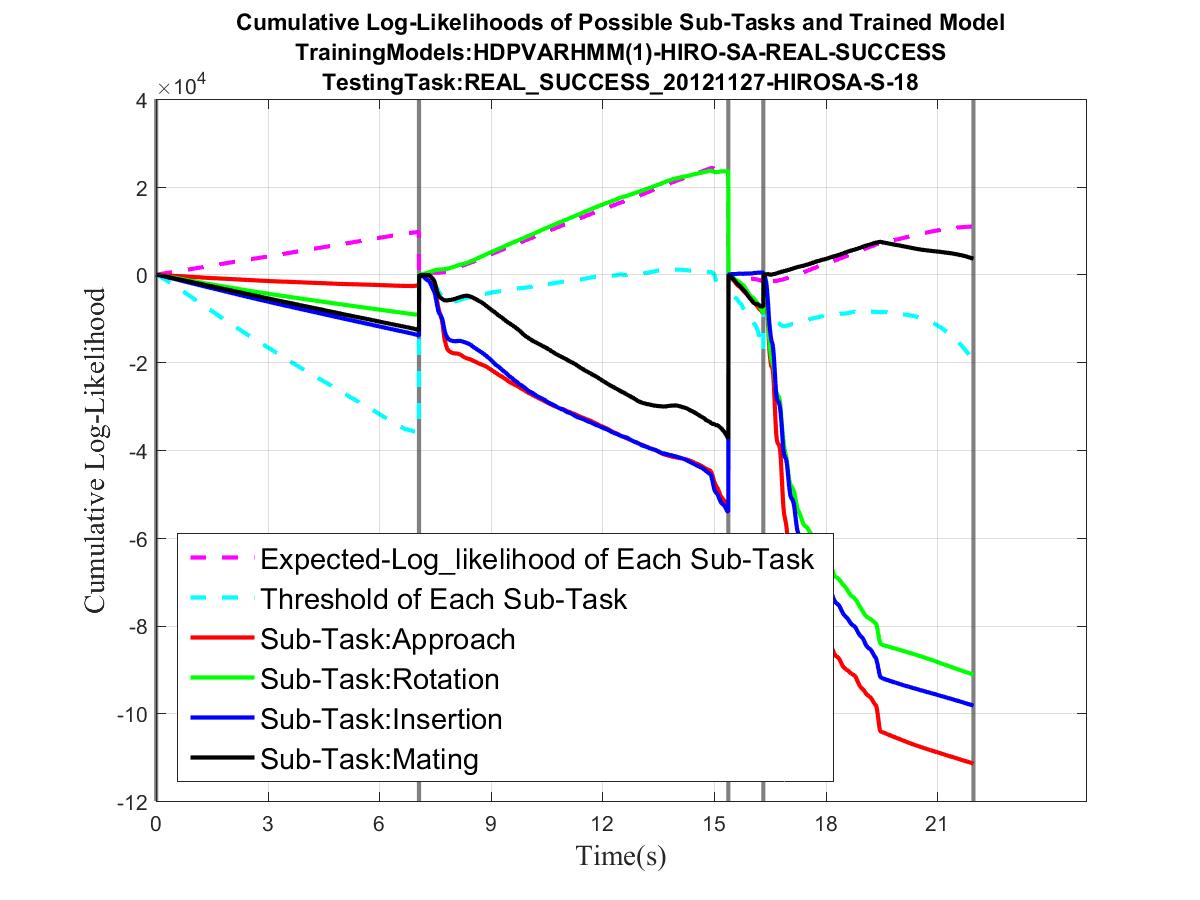 Cumulative Log-Likelihoods of Possible Sub-Tasks and Trained Model
TrainingModels:HDPVARHMM(1)-HIRO-SA-REAL-SUCCESS
TestingTask:REAL_SUCCESS_20121127-HIROSA-S-18
×10⁴
4
2
0
-2
-4
-6
-8
-10
-12
Cumulative Log-Likelihood
Expected-Log_likelihood of Each Sub-Task
Threshold of Each Sub-Task
Sub-Task:Approach
Sub-Task:Rotation
Sub-Task:Insertion
Sub-Task:Mating
0 3 6 9 12 15 18 21
Time(s)